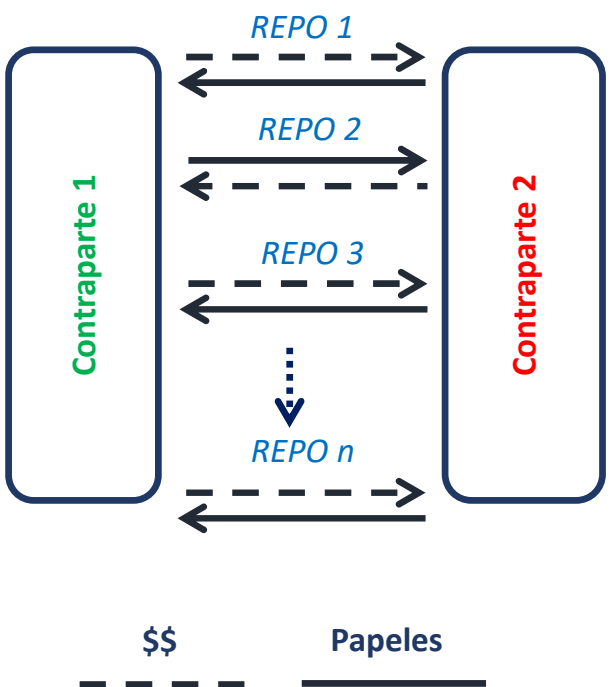 REPO 1
REPO 2
Contraparte 1
Contraparte 2
REPO 3
REPO n
$$ Papeles